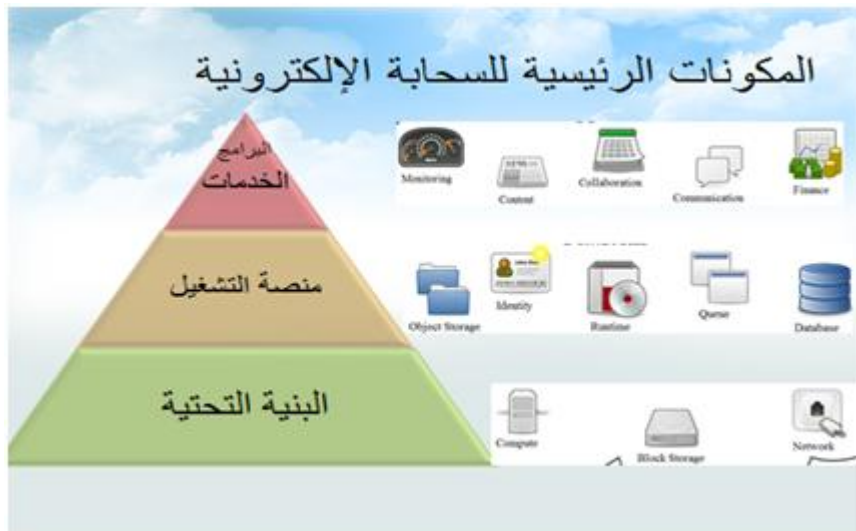 المكونات الرئيسية للسحابة الإلكترونية
البرامج
الخدمات
Monitoring
Content
Collaboration
Communication
Finance
منصة التشغيل
Object Storage
Identity
Runtime
Queue
Database
البنية التحتية
Compute
Block Storage
Network